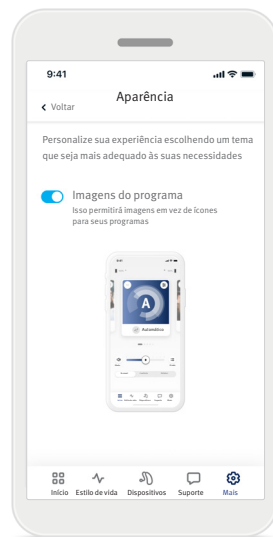 9:41
Voltar
Aparência
Personalize sua experiência escolhendo um tema
que seja mais adequado às suas necessidades
Imagens do programa
Isso permitirá imagens em vez de ícones
para seus programas
A
Automático
Início Estilo de vida Dispositivos Suporte Mais